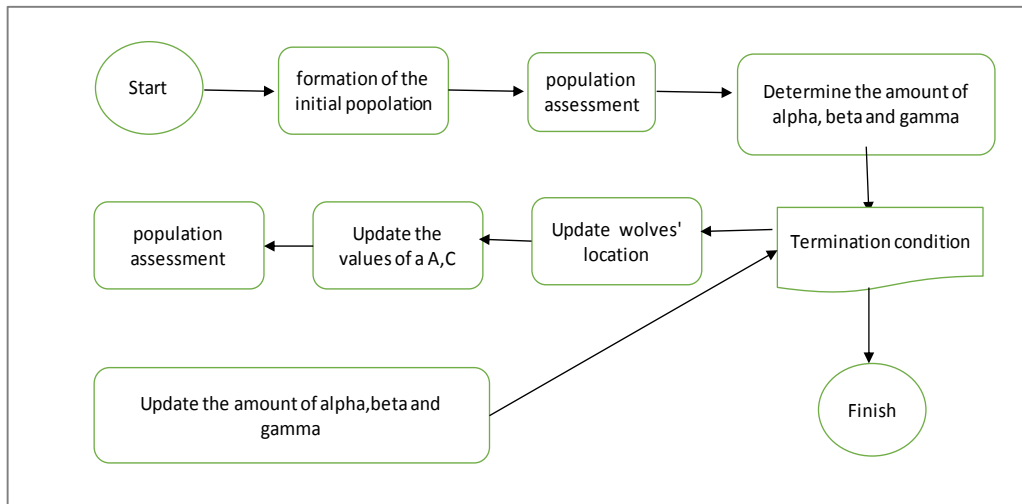 Start
formation of the
initial popolation
population
assessment
Determine the amount of
alpha, beta and gamma
population
assessment
Update the
values of a A,C
Update wolves'
location
Termination condition
Update the amount of alpha,beta and
gamma
Finish